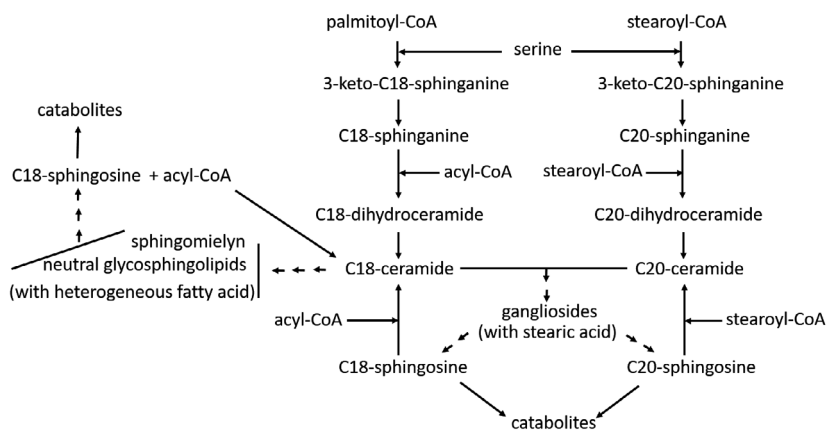 palmitoyl-CoA
stearoyl-CoA
serine
3-keto-C18-sphinganine
3-keto-C20-sphinganine
catabolites
C18-sphinganine
C20-sphinganine
C18-sphingosine + acyl-CoA
acyl-CoA
stearoyl-CoA
C18-dihydroceramide
C20-dihydroceramide
sphingomielyn
neutral glycosphingolipids
(with heterogeneous fatty acid)
C18-ceramide
C20-ceramide
gangliosides
(with stearic acid)
acyl-CoA
stearoyl-CoA
C18-sphingosine
C20-sphingosine
catabolites